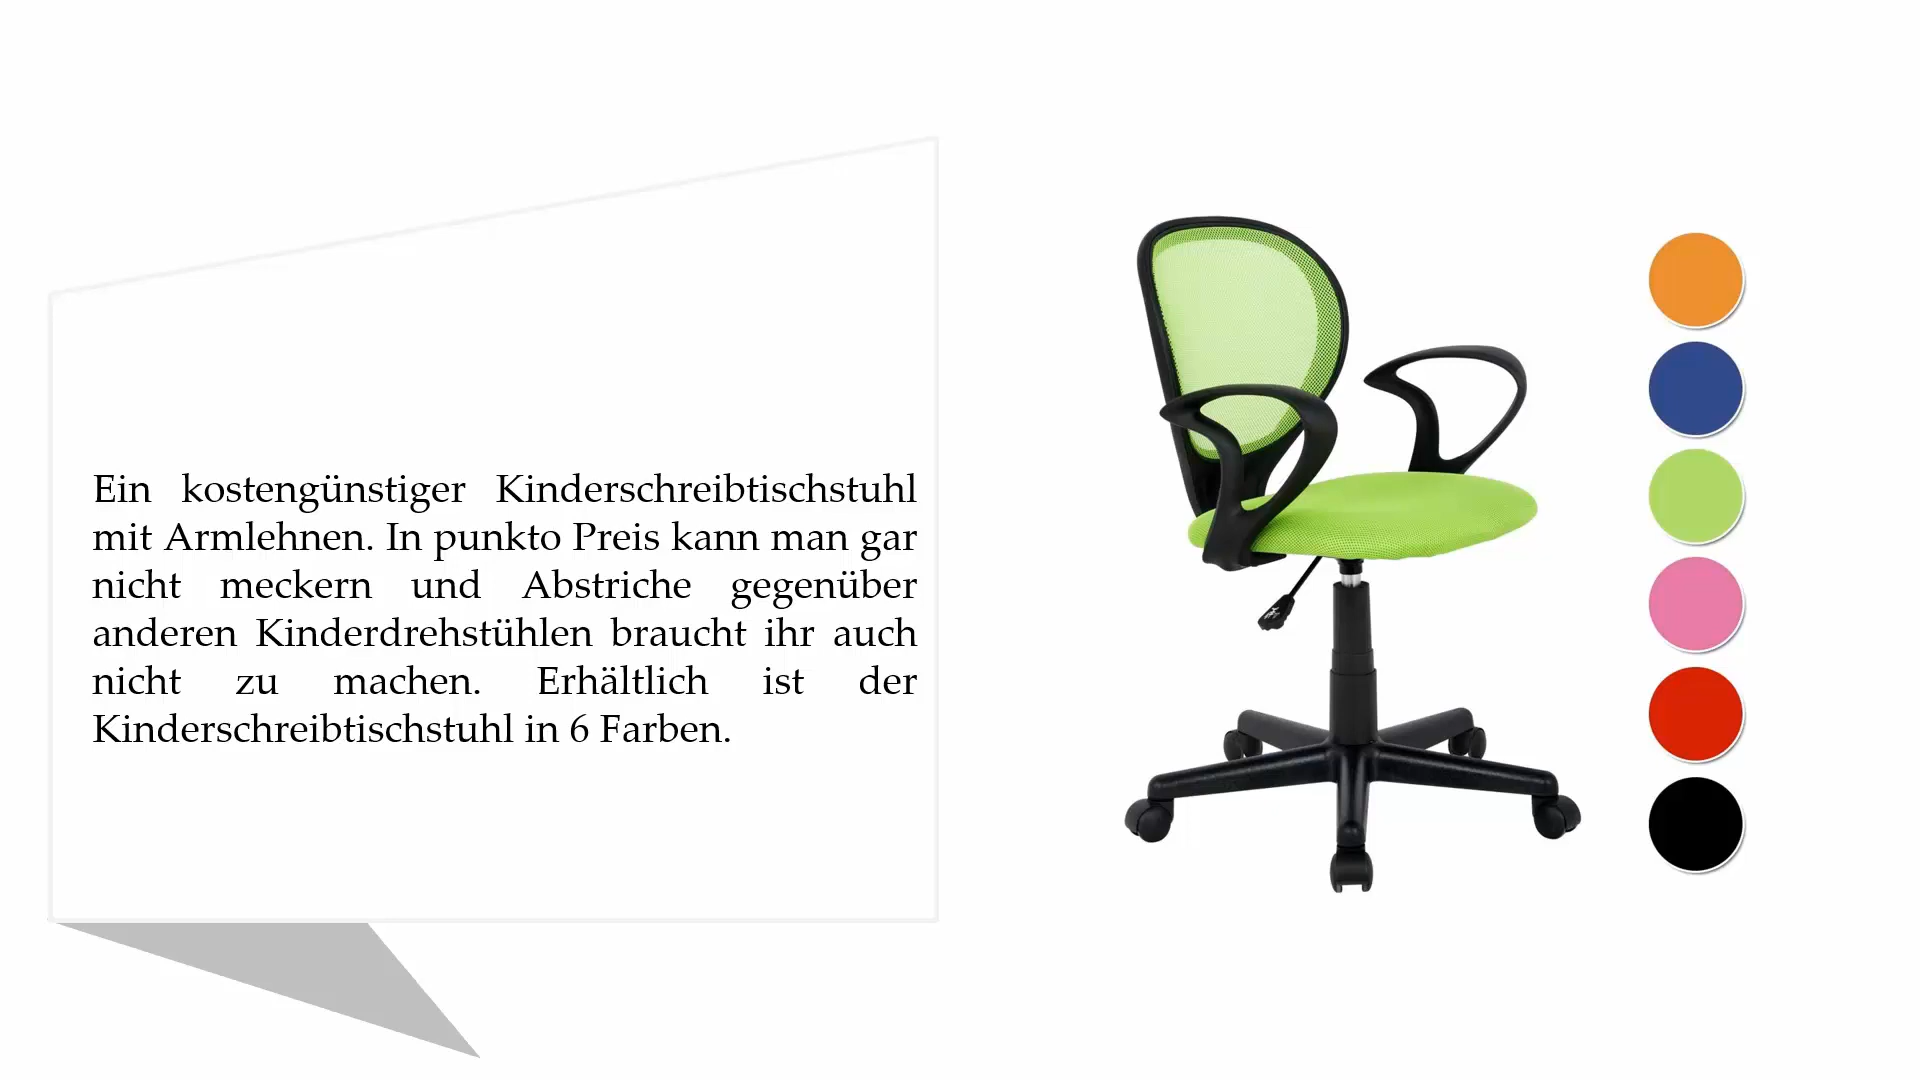 Ein kostengünstiger Kinderschreibtischstuhl
mit Armlehnen. In punkto Preis kann man gar
nicht meckern und Abstriche gegenüber
anderen Kinderdrehstühlen braucht ihr auch
nicht zu machen. Erhältlich ist der
Kinderschreibtischstuhl in 6 Farben.